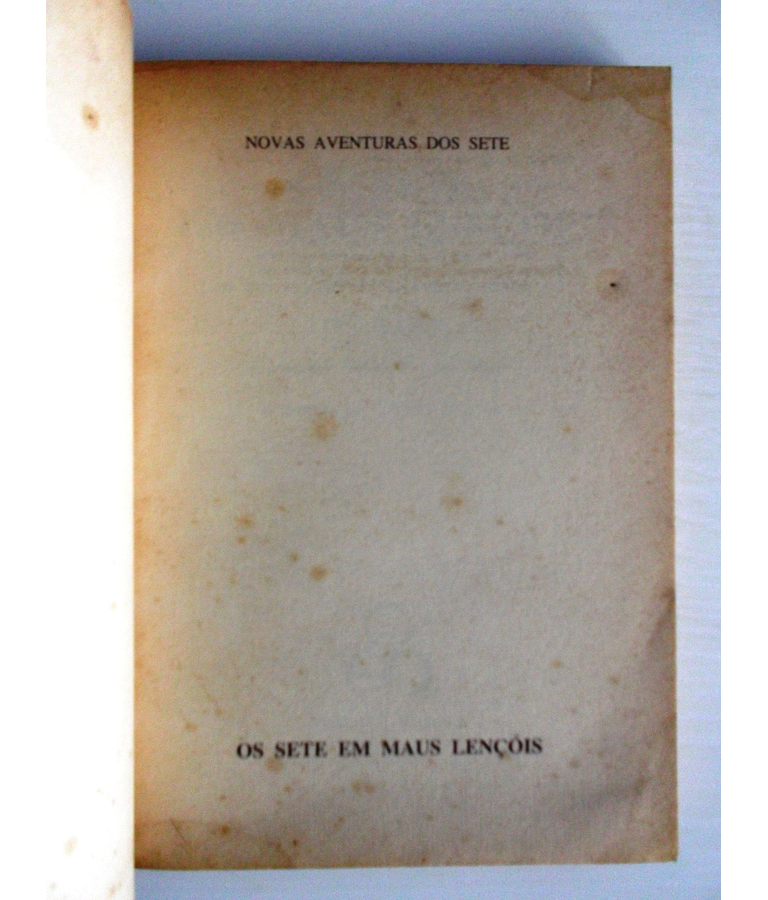 NOVAS AVENTURAS DOS SETE
OS SETE EM MAUS LENÇÓIS